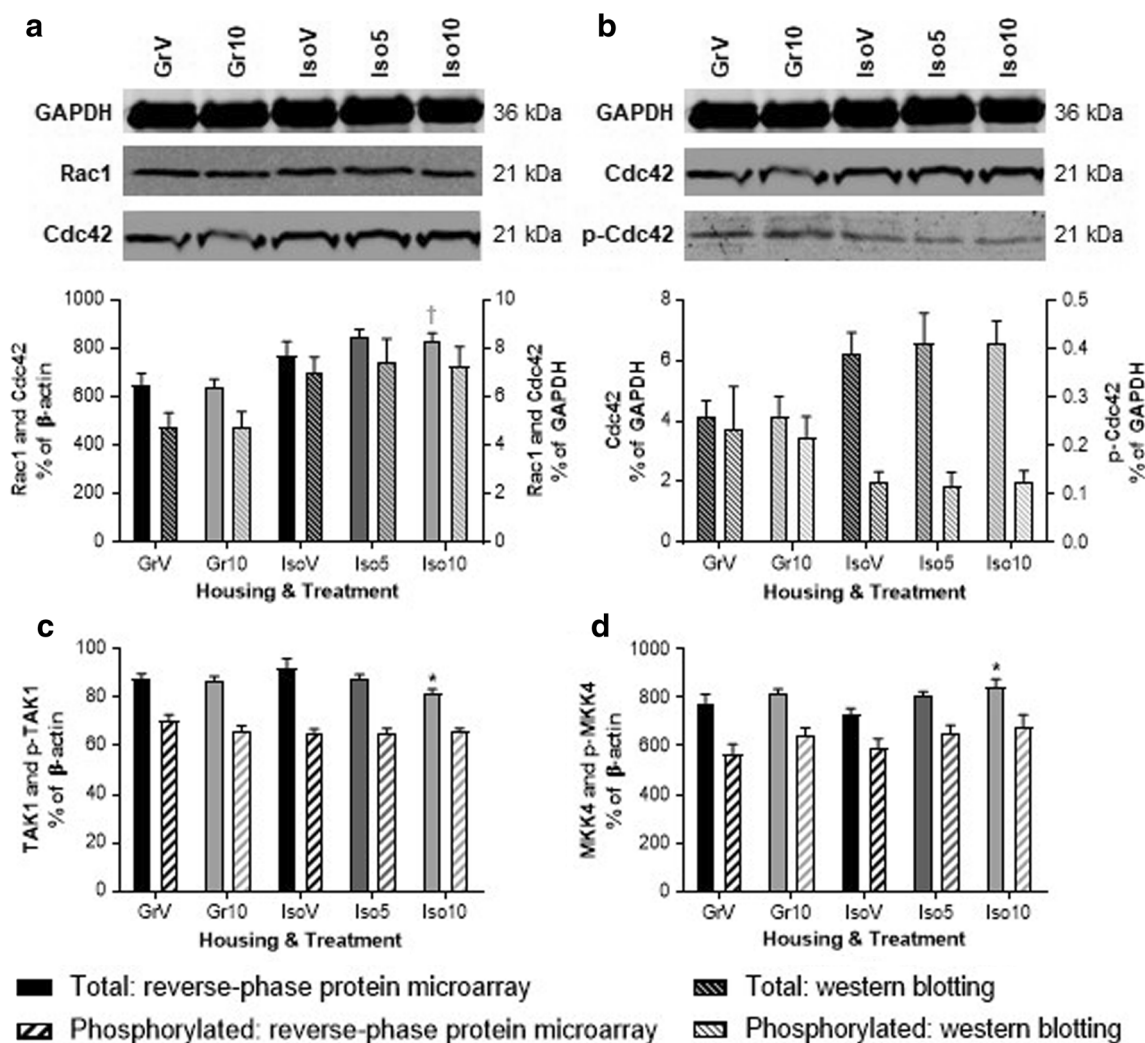 a
GrV
Gr10
IsoV
Iso5
Iso10
GAPDH 36 kDa
Rac1 21 kDa
Cdc42 21 kDa
Rac1 and Cdc42
% of β-actin
1000
800
600
400
200
0
†
10
8
6
4
2
0
Rac1 and Cdc42
% of GAPDH
GrV Gr10 IsoV Iso5 Iso10
Housing & Treatment
b
GrV
Gr10
IsoV
Iso5
Iso10
GAPDH 36 kDa
Cdc42 21 kDa
p-Cdc42 21 kDa
Cdc42
% of GAPDH
8
6
4
2
0
0.5
0.4
0.3
0.2
0.1
0.0
p-Cdc42
% of GAPDH
GrV Gr10 IsoV Iso5 Iso10
Housing & Treatment
c
TAK1 and p-TAK1
% of β-actin
100
80
60
40
20
0
*
GrV Gr10 IsoV Iso5 Iso10
Housing & Treatment
d
MKK4 and p-MKK4
% of β-actin
1000
800
600
400
200
0
*
GrV Gr10 IsoV Iso5 Iso10
Housing & Treatment
Total: reverse-phase protein microarray
Total: western blotting
Phosphorylated: reverse-phase protein microarray
Phosphorylated: western blotting